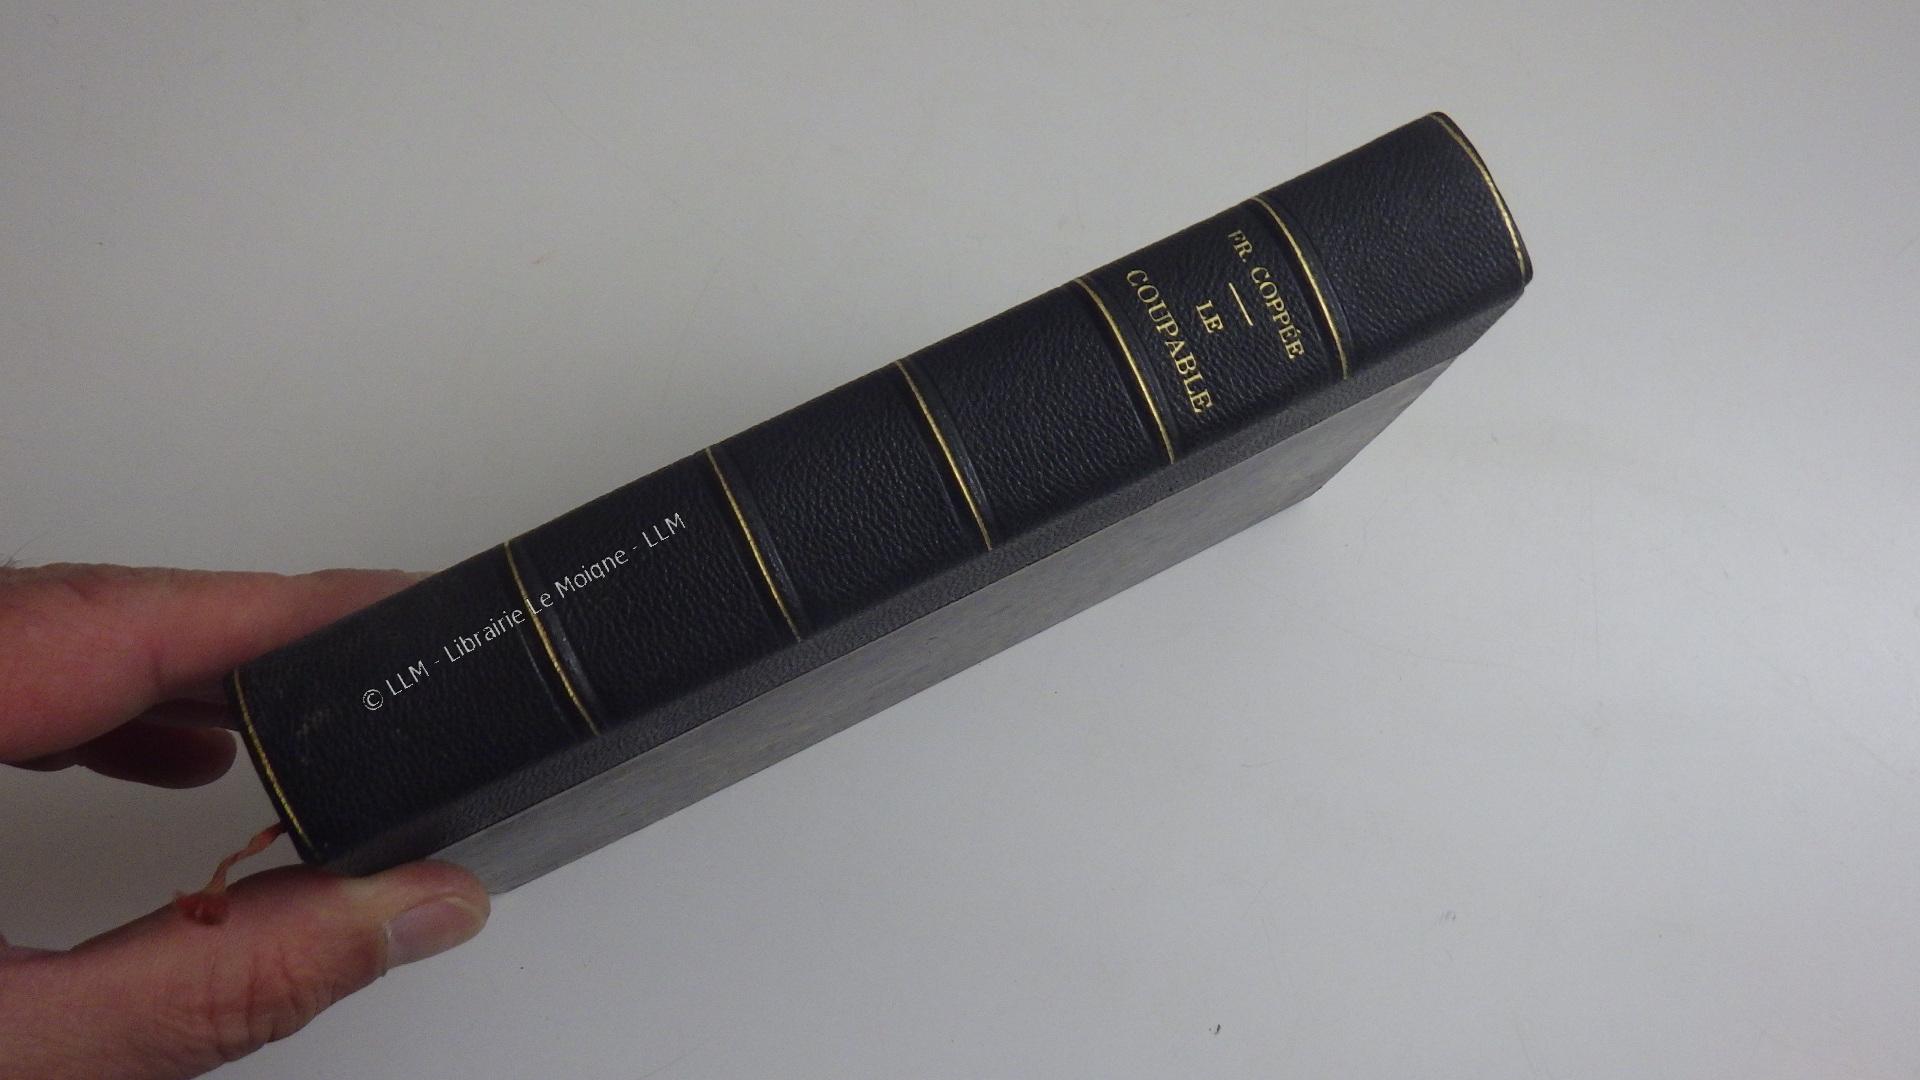 FR. COPPÉE
LE
COUPABLE
© LLM - Librairie Le Moigne - LLM